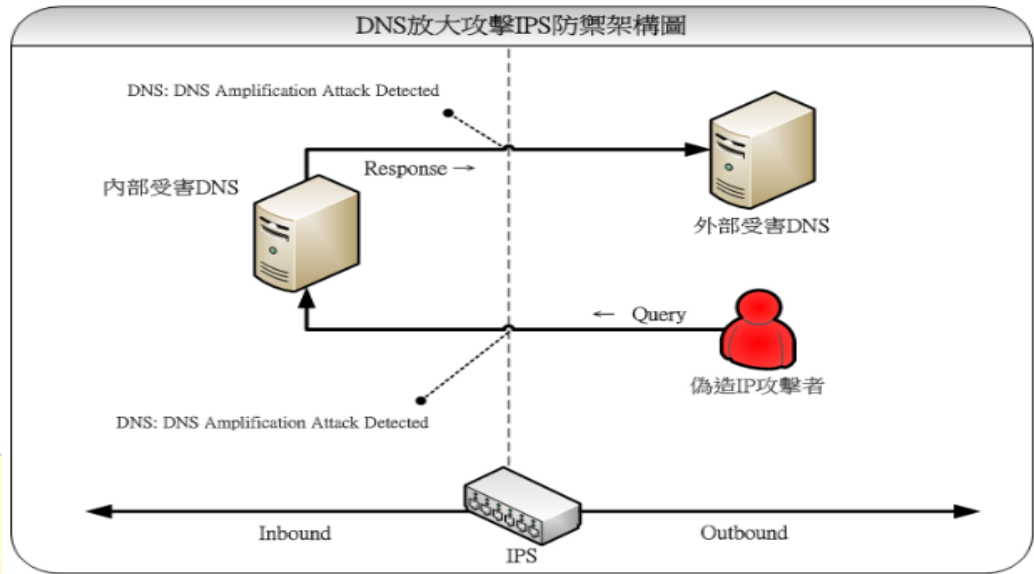 DNS放大攻擊IPS防禦架構圖
DNS: DNS Amplification Attack Detected
Response →
內部受害DNS
外部受害DNS
← Query
偽造IP攻擊者
DNS: DNS Amplification Attack Detected
Inbound
Outbound
IPS